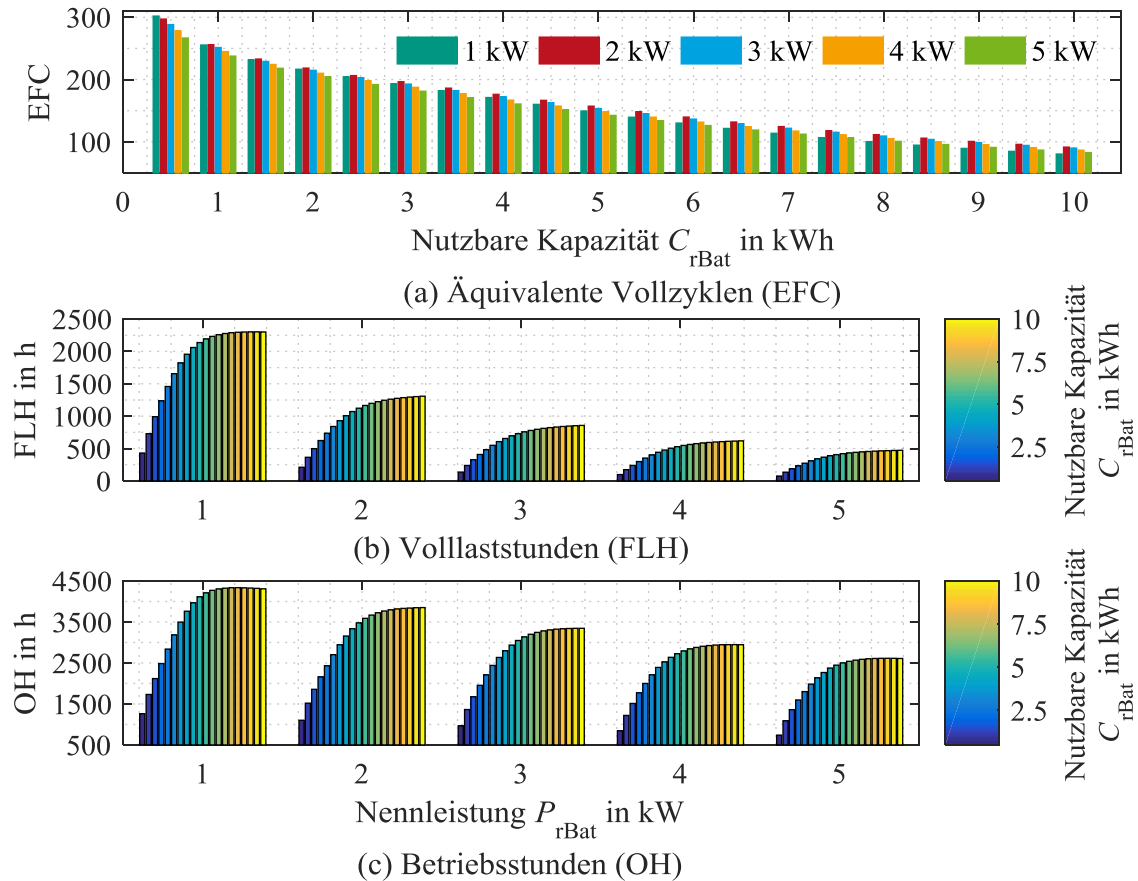 300
200
100
EFC
1 kW 2 kW 3 kW 4 kW 5 kW
0 1 2 3 4 5 6 7 8 9 10
Nutzbare Kapazität C_rBat in kWh
(a) Äquivalente Vollzyklen (EFC)
2500
2000
1500
1000
500
0
FLH in h
1 2 3 4 5
(b) Volllaststunden (FLH)
10
7.5
5
2.5
Nutzbare Kapazität
C_rBat in kWh
4500
3500
2500
1500
500
OH in h
1 2 3 4 5
Nennleistung P_rBat in kW
(c) Betriebsstunden (OH)
10
7.5
5
2.5
Nutzbare Kapazität
C_rBat in kWh